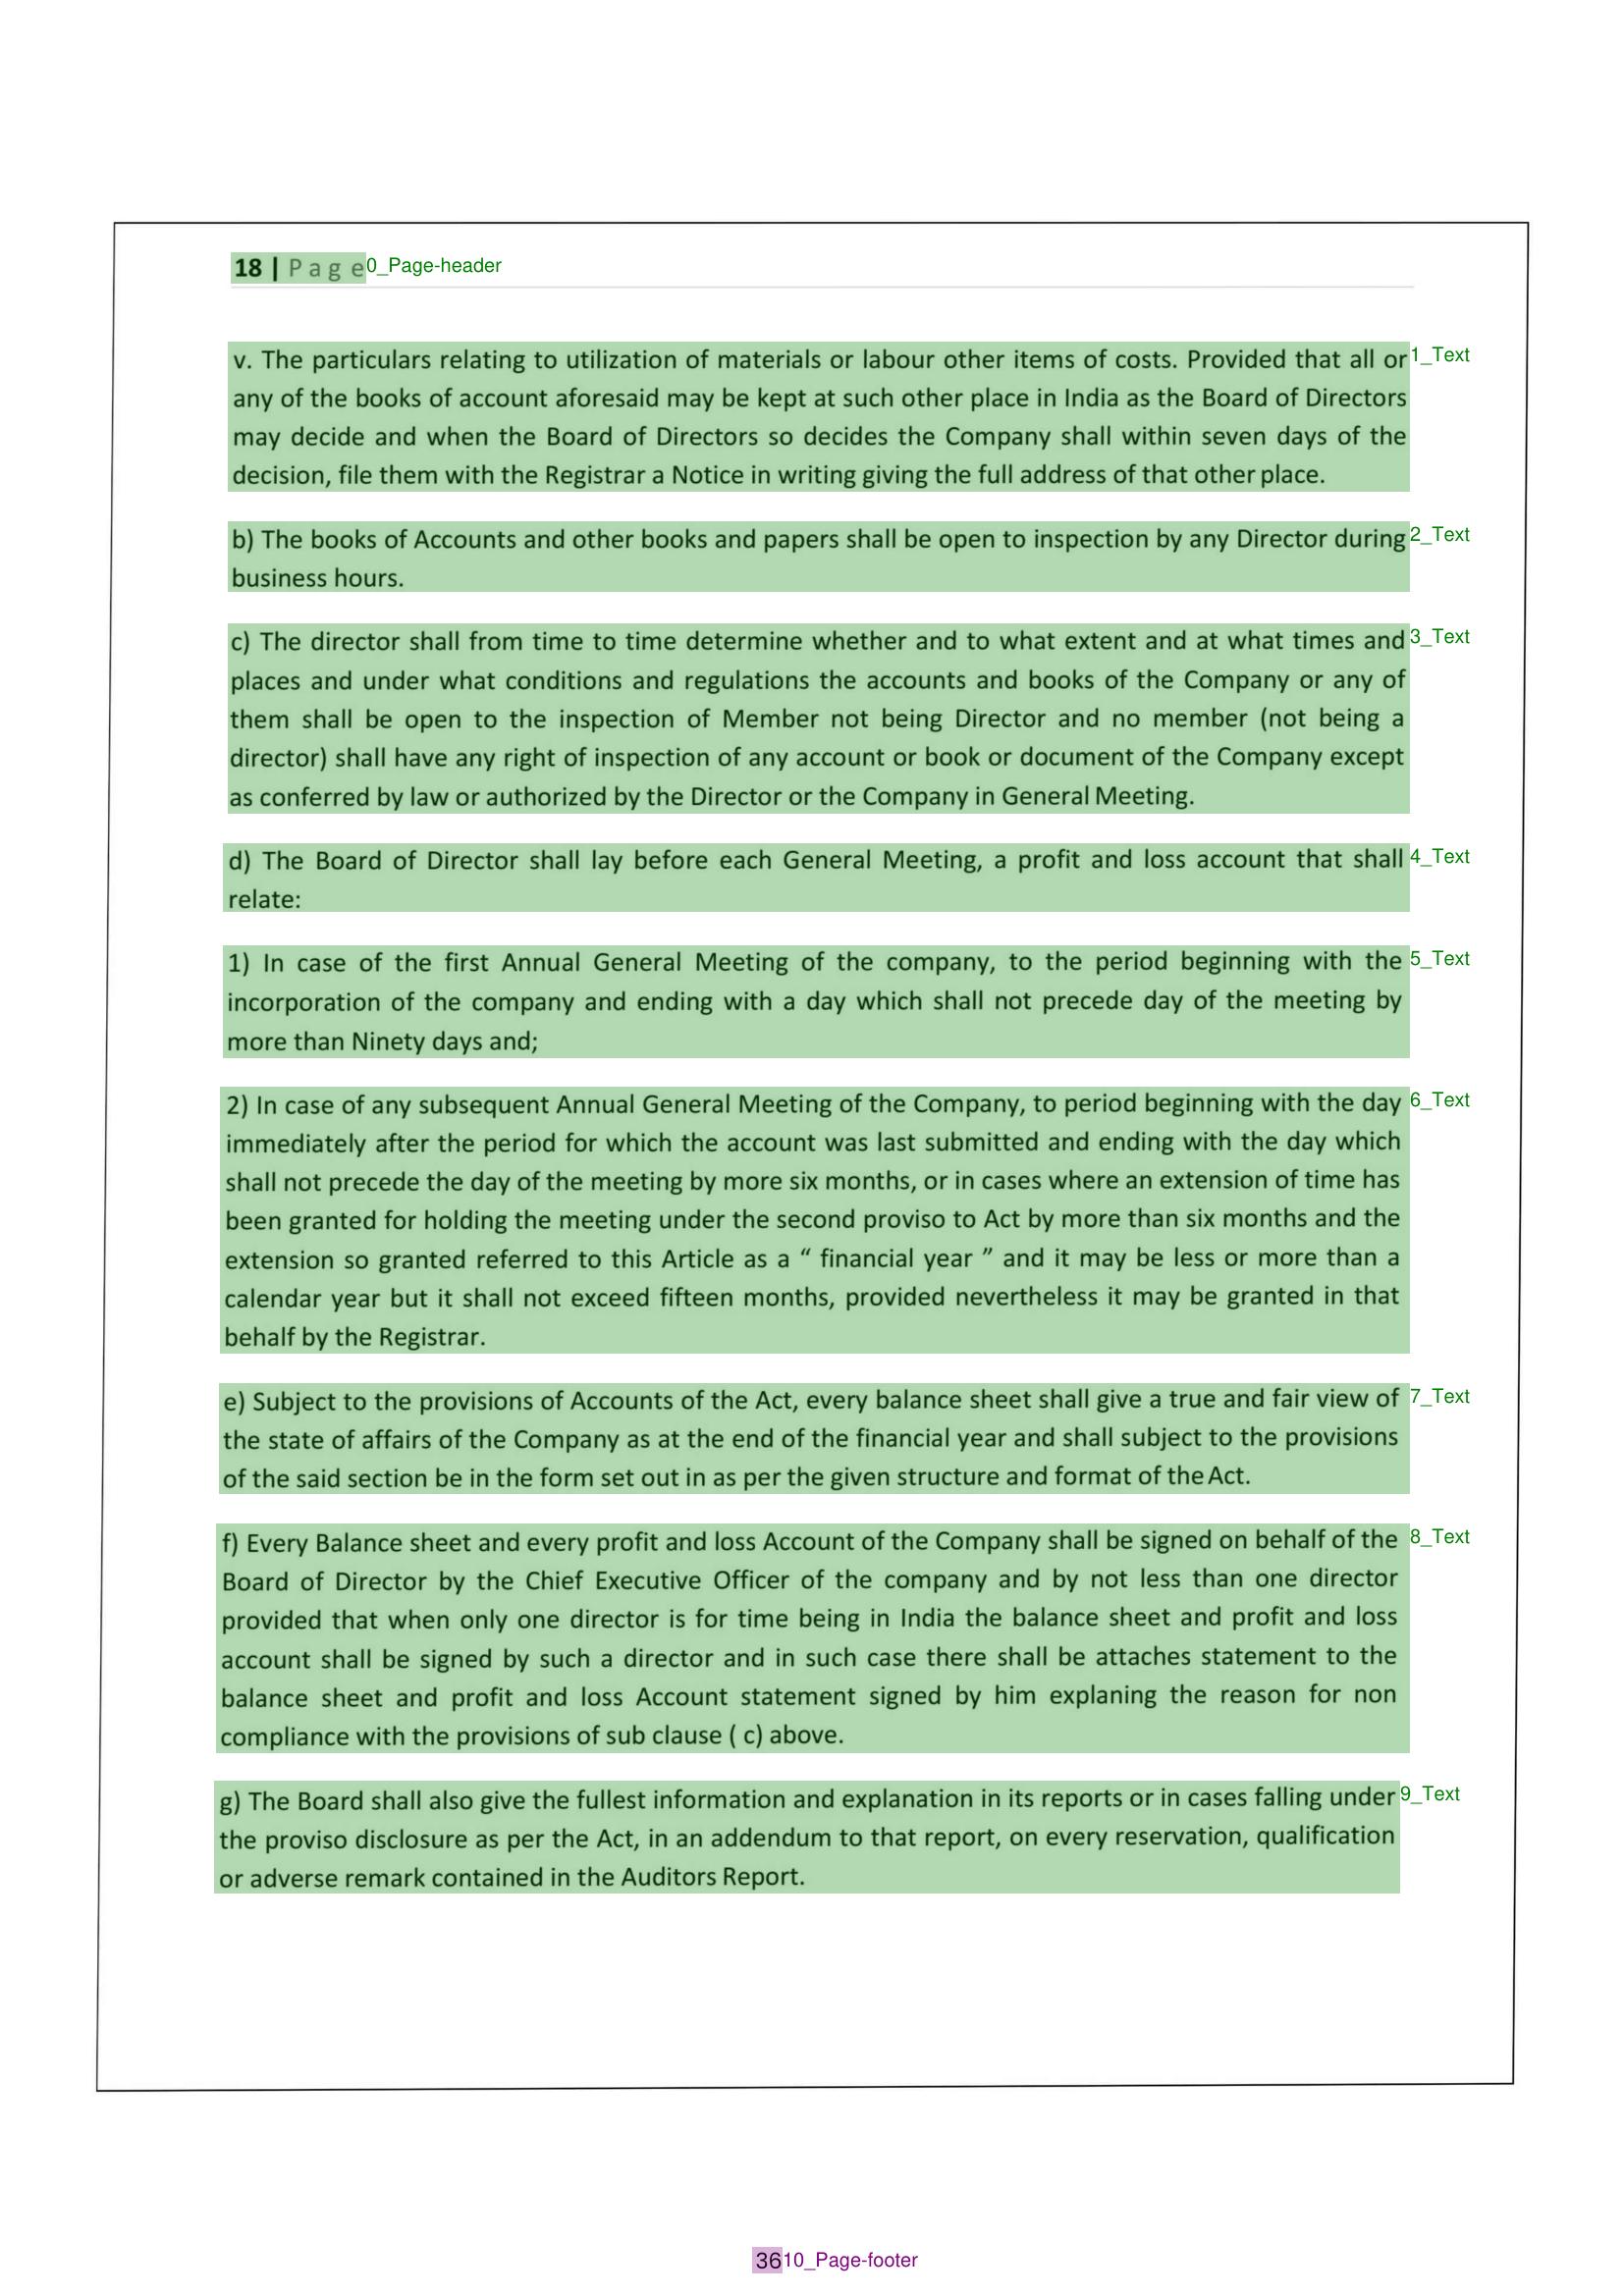 18 | Page 0_Page-header
v. The particulars relating to utilization of materials or labour other items of costs. Provided that all or 1_Text
any of the books of account aforesaid may be kept at such other place in India as the Board of Directors
may decide and when the Board of Directors so decides the Company shall within seven days of the
decision, file them with the Registrar a Notice in writing giving the full address of that other place.
b) The books of Accounts and other books and papers shall be open to inspection by any Director during 2_Text
business hours.
c) The director shall from time to time determine whether and to what extent and at what times and 3_Text
places and under what conditions and regulations the accounts and books of the Company or any of
them shall be open to the inspection of Member not being Director and no member (not being a
director) shall have any right of inspection of any account or book or document of the Company except
as conferred by law or authorized by the Director or the Company in General Meeting.
d) The Board of Director shall lay before each General Meeting, a profit and loss account that shall 4_Text
relate:
1) In case of the first Annual General Meeting of the company, to the period beginning with the 5_Text
incorporation of the company and ending with a day which shall not precede day of the meeting by
more than Ninety days and;
2) In case of any subsequent Annual General Meeting of the Company, to period beginning with the day 6_Text
immediately after the period for which the account was last submitted and ending with the day which
shall not precede the day of the meeting by more six months, or in cases where an extension of time has
been granted for holding the meeting under the second proviso to Act by more than six months and the
extension so granted referred to this Article as a “ financial year ” and it may be less or more than a
calendar year but it shall not exceed fifteen months, provided nevertheless it may be granted in that
behalf by the Registrar.
e) Subject to the provisions of Accounts of the Act, every balance sheet shall give a true and fair view of 7_Text
the state of affairs of the Company as at the end of the financial year and shall subject to the provisions
of the said section be in the form set out in as per the given structure and format of the Act.
f) Every Balance sheet and every profit and loss Account of the Company shall be signed on behalf of the 8_Text
Board of Director by the Chief Executive Officer of the company and by not less than one director
provided that when only one director is for time being in India the balance sheet and profit and loss
account shall be signed by such a director and in such case there shall be attaches statement to the
balance sheet and profit and loss Account statement signed by him explaning the reason for non
compliance with the provisions of sub clause ( c) above.
g) The Board shall also give the fullest information and explanation in its reports or in cases falling under 9_Text
the proviso disclosure as per the Act, in an addendum to that report, on every reservation, qualification
or adverse remark contained in the Auditors Report.
36 10_Page-footer